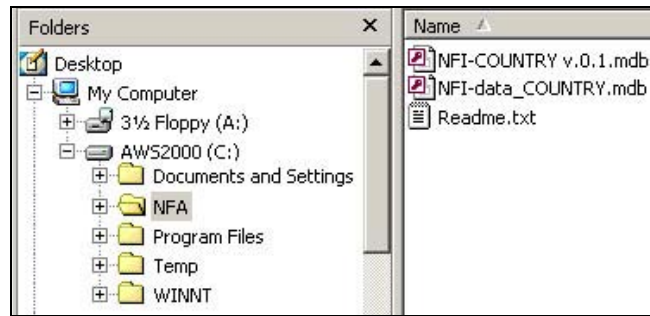 Folders
Desktop
My Computer
3½ Floppy (A:)
AWS2000 (C:)
Documents and Settings
NFA
Program Files
Temp
WINNT
Name
NFI-COUNTRY v.0.1.mdb
NFI-data_COUNTRY.mdb
Readme.txt